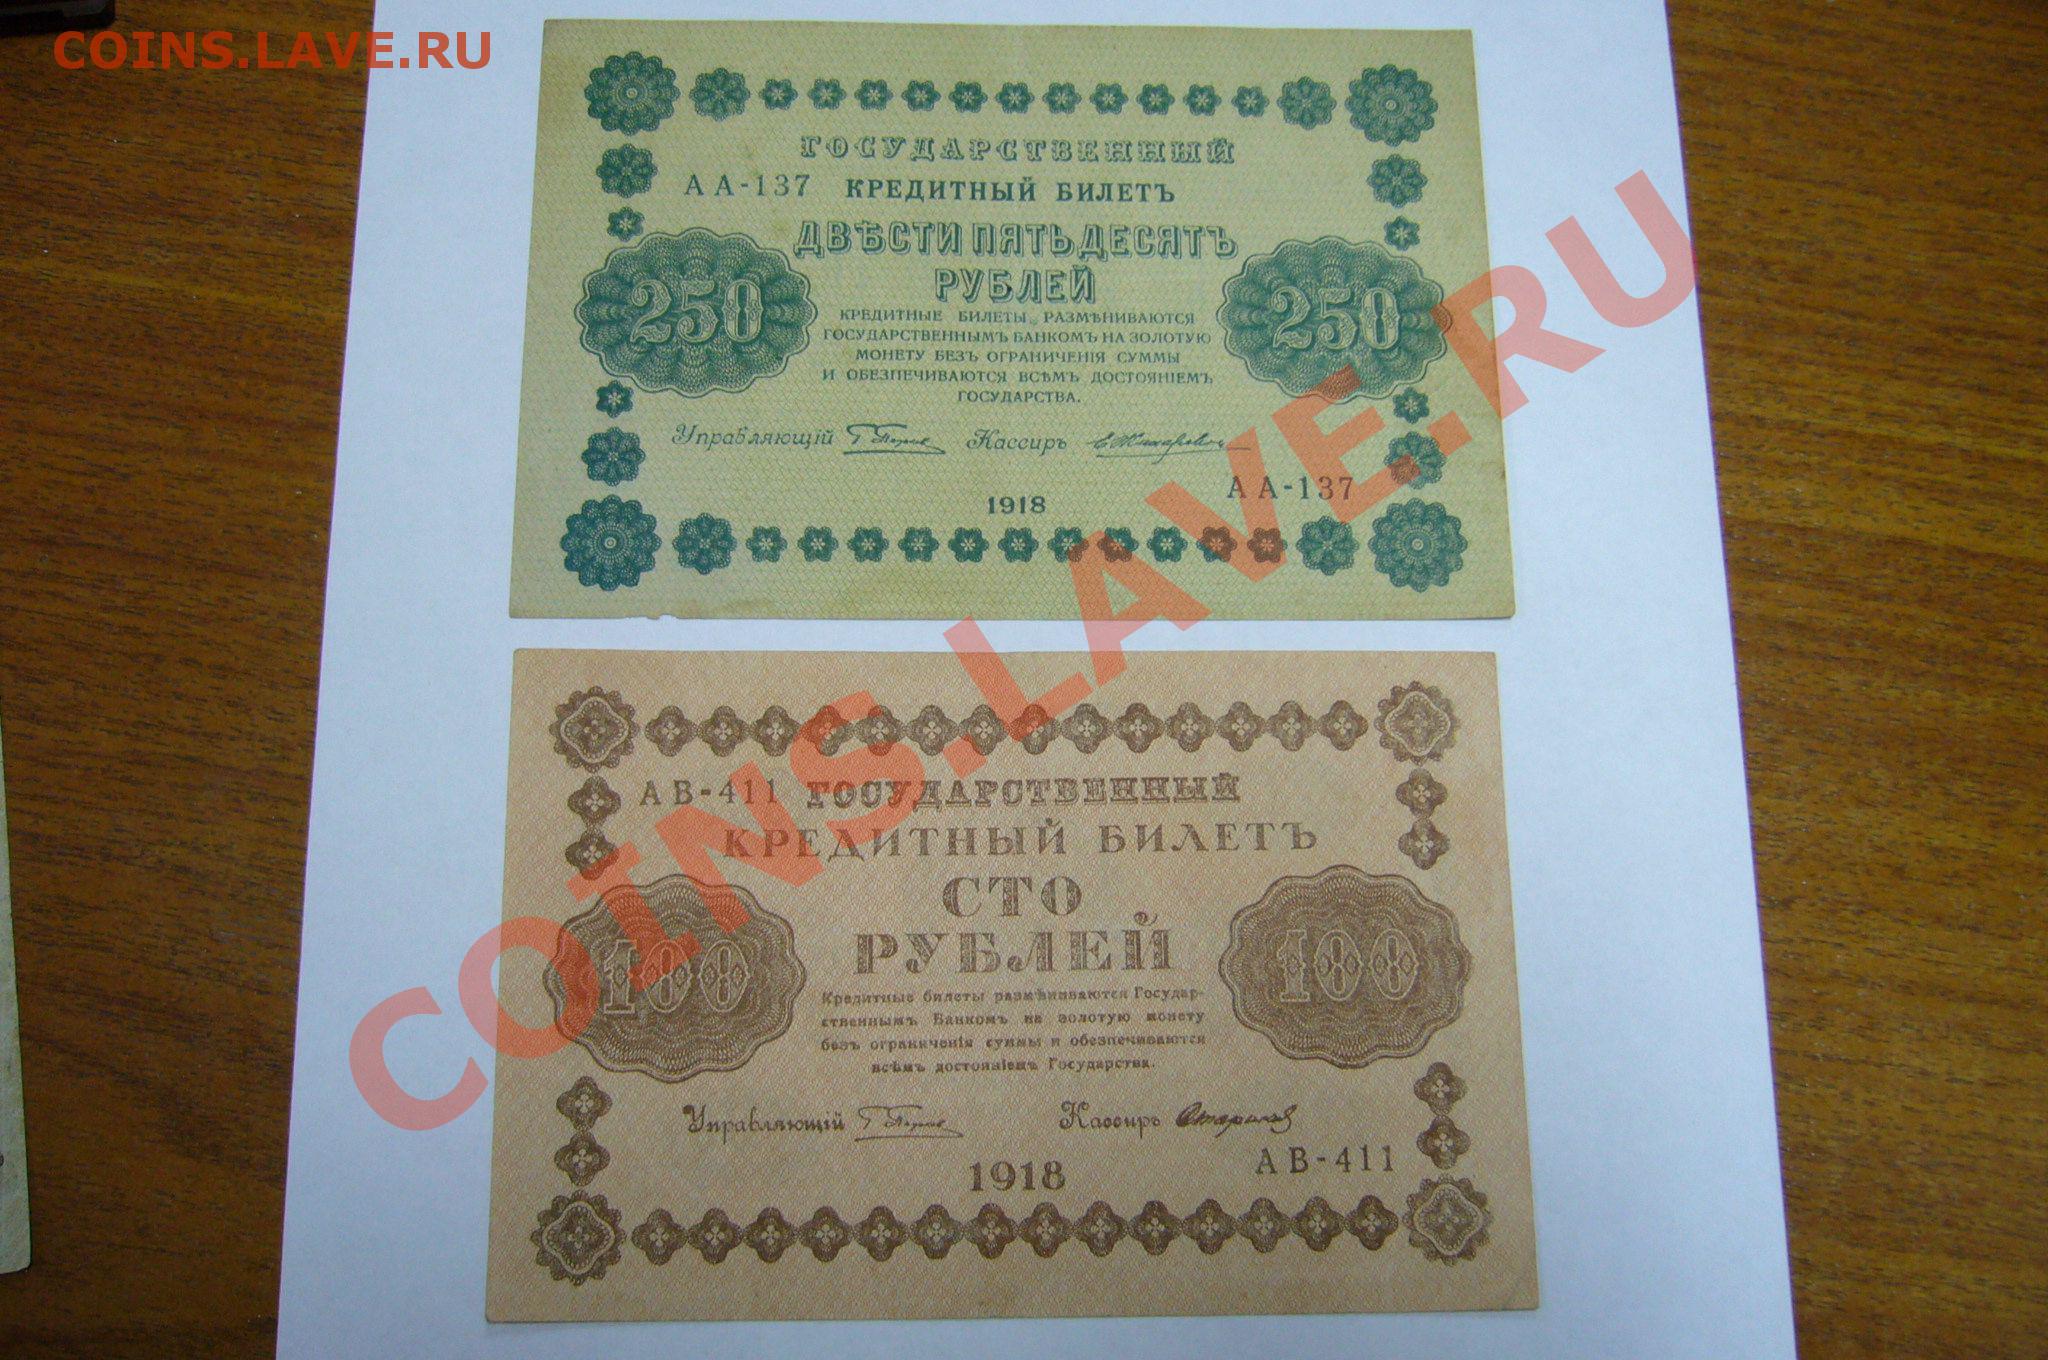 COINS.LAVE.RU
ГОСУДАРСТВЕННЫЙ
АА-137 КРЕДИТНЫЙ БИЛЕТЪ
ДВѢСТИ ПЯТЬДЕСЯТЪ
РУБЛЕЙ
250 250
КРЕДИТНЫЕ БИЛЕТЫ РАЗМѢНИВАЮТСЯ
ГОСУДАРСТВЕННЫМЪ БАНКОМЪ НА ЗОЛОТУЮ
МОНЕТУ БЕЗЪ ОГРАНИЧЕНІЯ СУММЫ
И ОБЕЗПЕЧИВАЮТСЯ ВСѢМЪ ДОСТОЯНІЕМЪ
ГОСУДАРСТВА.
Управляющій Кассиръ
АА-137
1918
COINS.LAVE.RU
АВ-411 ГОСУДАРСТВЕННЫЙ
КРЕДИТНЫЙ БИЛЕТЪ
СТО
РУБЛЕЙ
100 100
Кредитные билеты размѣниваются Государ-
ственнымъ Банкомъ на золотую монету
безъ ограниченія суммы и обезпечиваются
всѣмъ достояніемъ Государства.
Управляющій Кассиръ
АВ-411
1918